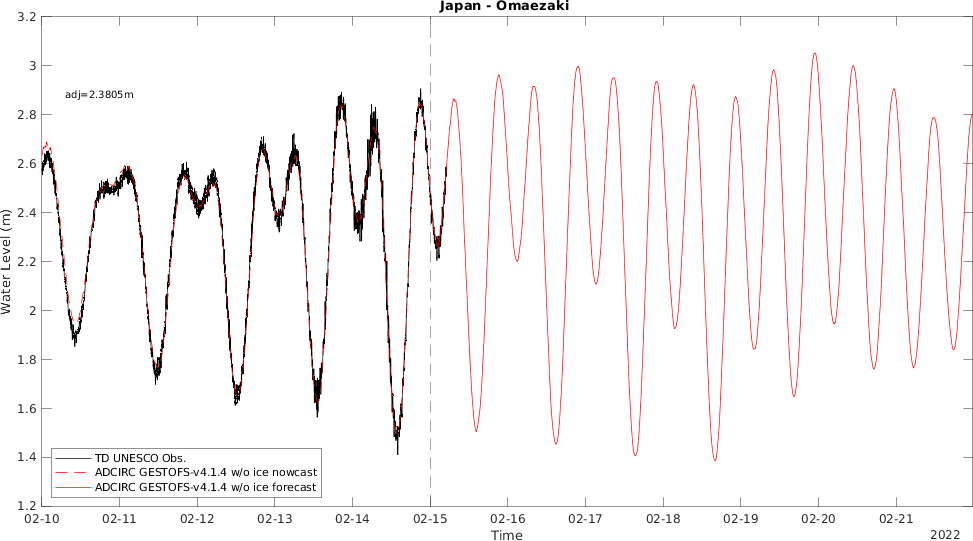 Japan - Omaezaki
3.2
3
2.8
2.6
2.4
2.2
2
1.8
1.6
1.4
1.2
Water Level (m)
adj=2.3805m
TD UNESCO Obs.
ADCIRC GESTOFS-v4.1.4 w/o ice nowcast
ADCIRC GESTOFS-v4.1.4 w/o ice forecast
02-10 02-11 02-12 02-13 02-14 02-15 02-16 02-17 02-18 02-19 02-20 02-21
Time
2022